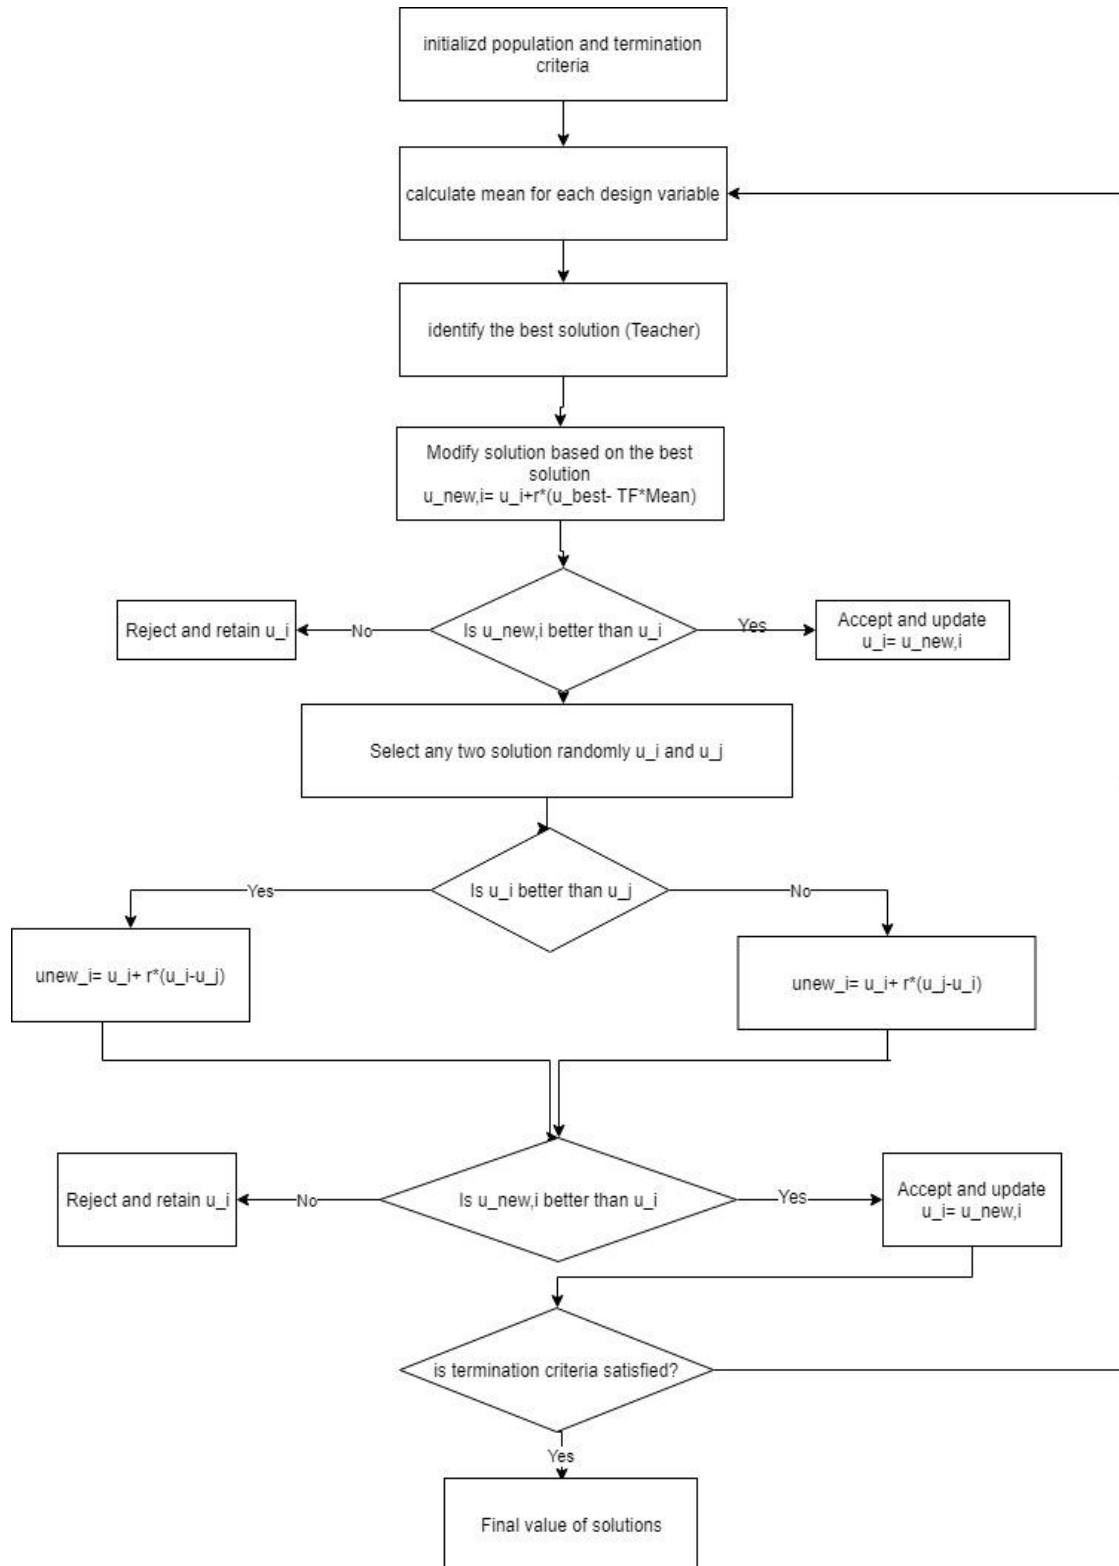 initializd population and termination
criteria
calculate mean for each design variable
identify the best solution (Teacher)
Modify solution based on the best
solution
u_new,i= u_i+r*(u_best- TF*Mean)
Reject and retain u_i
No
Is u_new,i better than u_i
Yes
Accept and update
u_i= u_new,i
Select any two solution randomly u_i and u_j
Yes
Is u_i better than u_j
No
unew_i= u_i+ r*(u_i-u_j)
unew_i= u_i+ r*(u_j-u_i)
Reject and retain u_i
No
Is u_new,i better than u_i
Yes
Accept and update
u_i= u_new,i
is termination criteria satisfied?
Yes
Final value of solutions